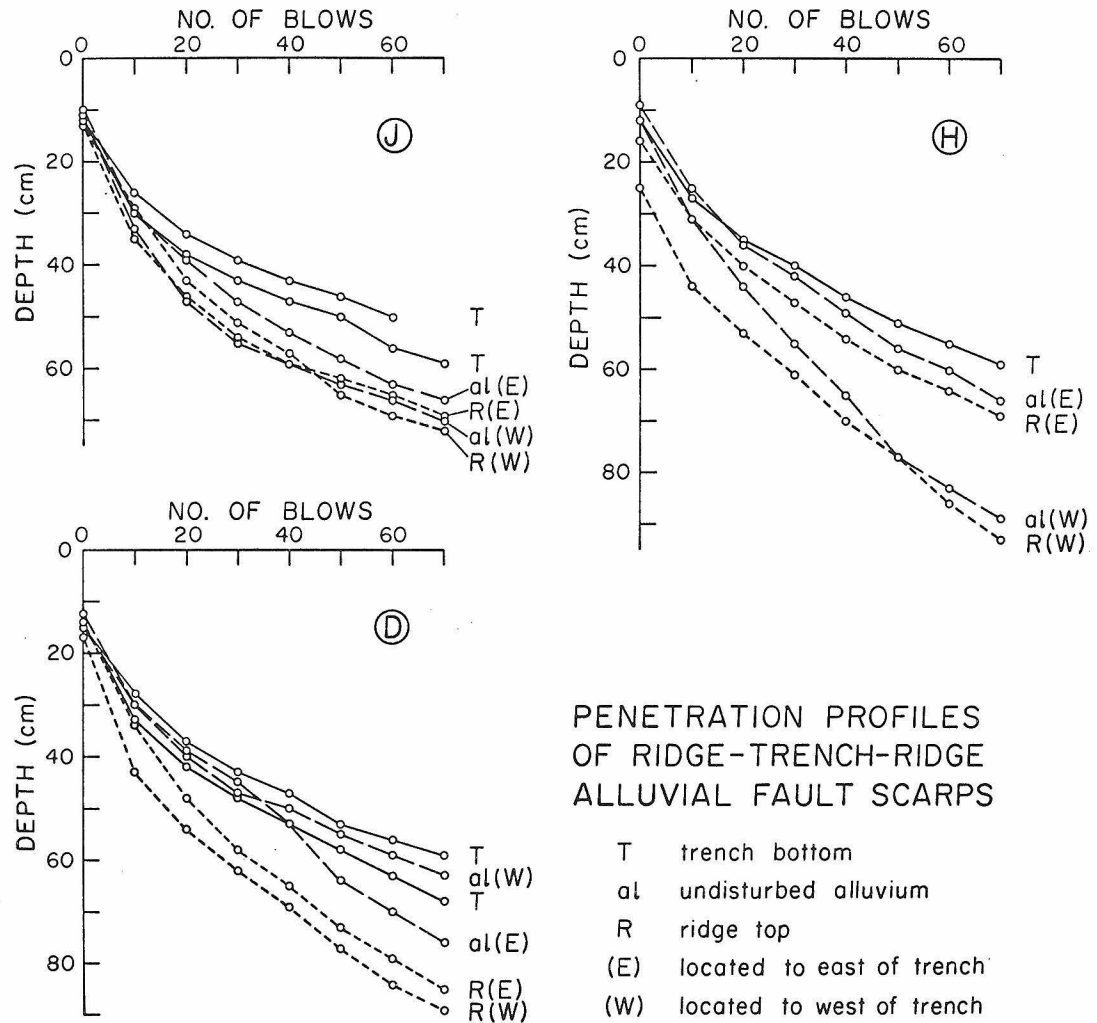 NO. OF BLOWS
0 20 40 60
0
20
40
60
DEPTH (cm)
J
T
T
al(E)
R(E)
al(W)
R(W)
NO. OF BLOWS
0 20 40 60
0
20
40
60
80
DEPTH (cm)
H
T
al(E)
R(E)
al(W)
R(W)
NO. OF BLOWS
0 20 40 60
0
20
40
60
80
DEPTH (cm)
D
T
al(W)
T
al(E)
R(E)
R(W)
PENETRATION PROFILES
OF RIDGE-TRENCH-RIDGE
ALLUVIAL FAULT SCARPS
T trench bottom
al undisturbed alluvium
R ridge top
(E) located to east of trench
(W) located to west of trench